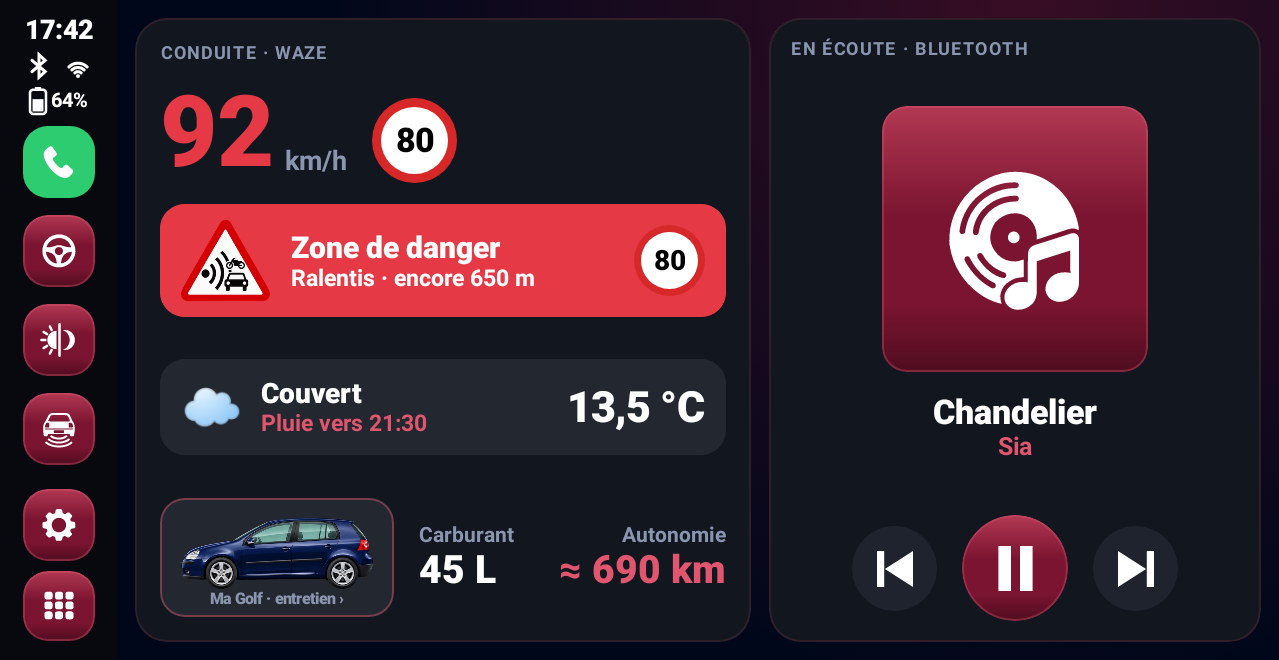 17:42
64%
CONDUITE · WAZE
92 km/h
80
Zone de danger
Ralentis · encore 650 m
80
Couvert
Pluie vers 21:30
13,5 °C
Ma Golf · entretien ›
Carburant
45 L
Autonomie
≈ 690 km
EN ÉCOUTE · BLUETOOTH
Chandelier
Sia